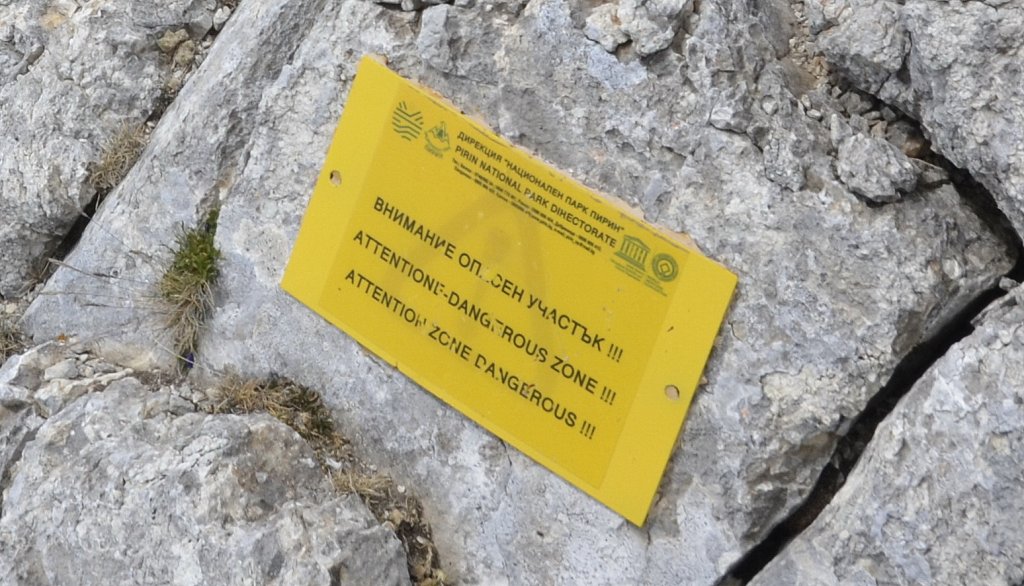 ДИРЕКЦИЯ "НАЦИОНАЛЕН ПАРК ПИРИН"
PIRIN NATIONAL PARK DIRECTORATE
ВНИМАНИЕ ОПАСЕН УЧАСТЪК !!!
ATTENTIONE-DANGEROUS ZONE !!!
ATTENTION ZONE DANGEROUS !!!